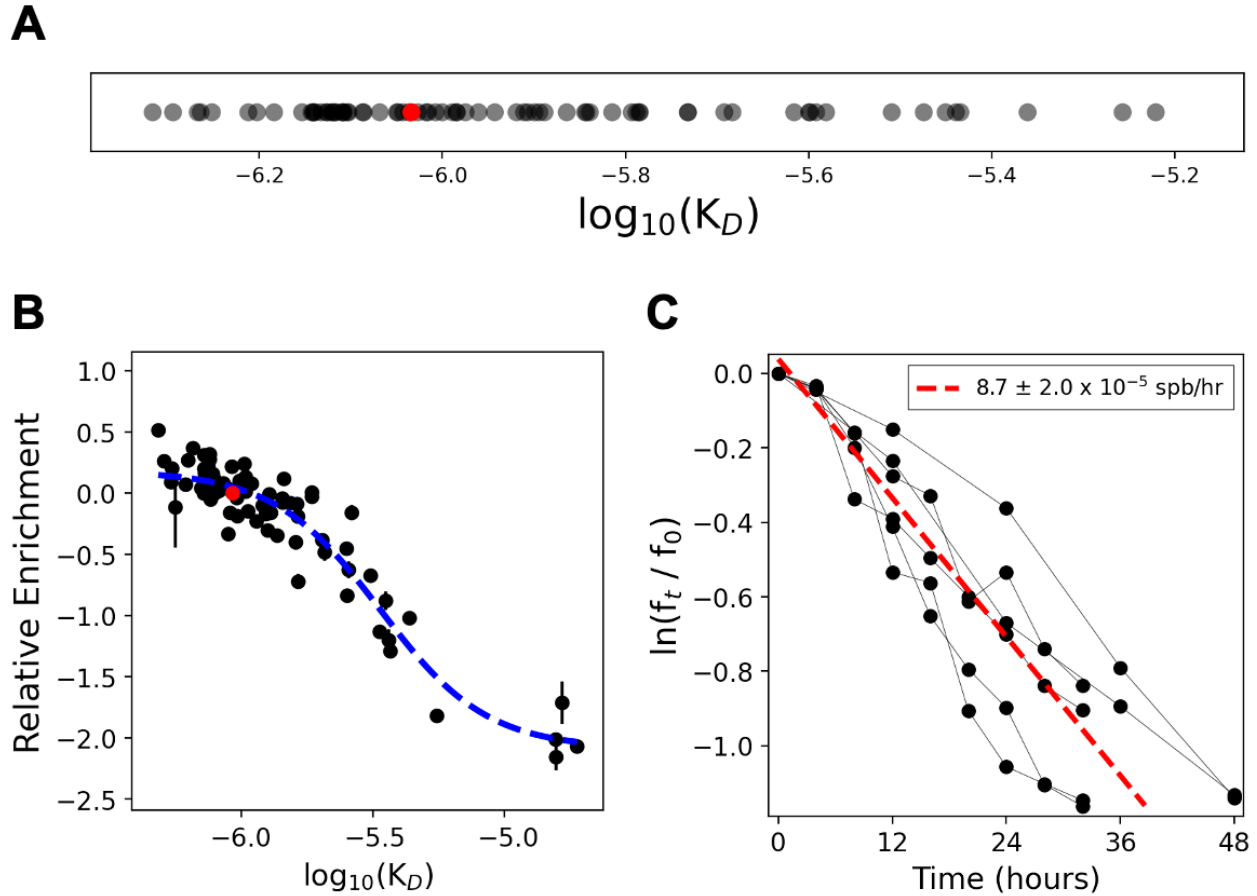 A
−6.2 −6.0 −5.8 −5.6 −5.4 −5.2
log₁₀(K_D)
B
1.0
0.5
0.0
−0.5
−1.0
−1.5
−2.0
−2.5
Relative Enrichment
−6.0 −5.5 −5.0
log₁₀(K_D)
C
8.7 ± 2.0 x 10⁻⁵ spb/hr
0.0
−0.2
−0.4
−0.6
−0.8
−1.0
ln(fₜ / f₀)
0 12 24 36 48
Time (hours)